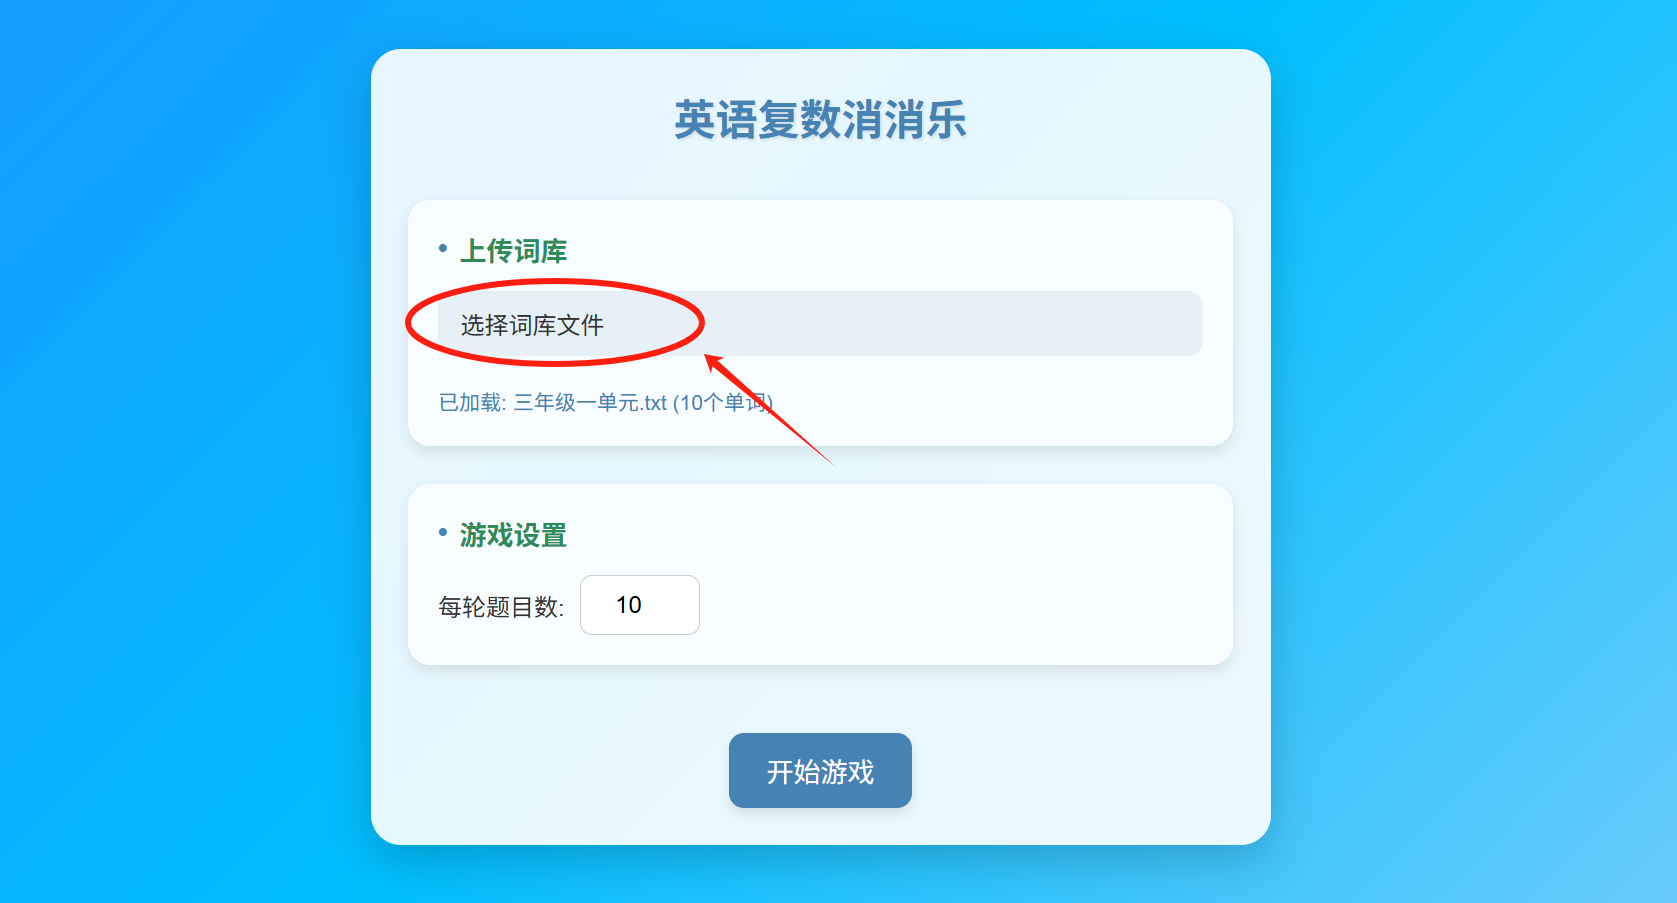 英语复数消消乐
• 上传词库
选择词库文件
已加载: 三年级一单元.txt (10个单词)
• 游戏设置
每轮题目数: 10
开始游戏